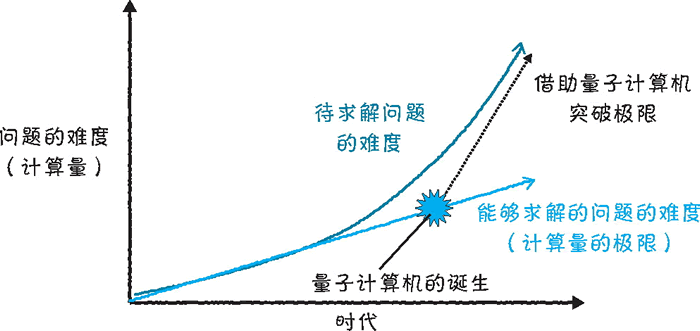 问题的难度
（计算量）
待求解问题
的难度
借助量子计算机
突破极限
能够求解的问题的难度
（计算量的极限）
量子计算机的诞生
时代